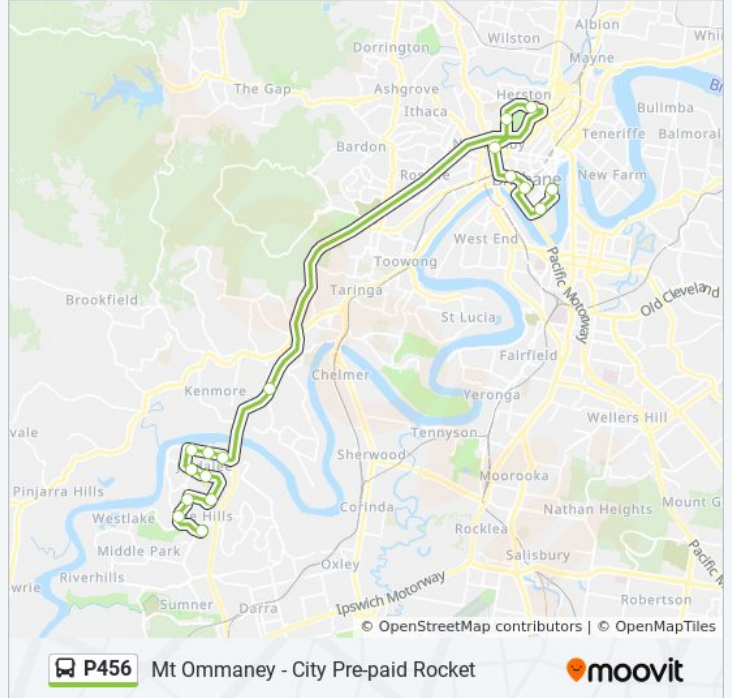 Albion
Wilston
Whi
Dorrington
Mayne
The Gap
Ashgrove
Herston
Bulimba
Ithaca
Teneriffe
Balmoral
Bardon
New Farm
West End
Toowong
Pacific Motorway
Taringa
Brookfield
Old Cleveland
St Lucia
Fairfield
Chelmer
Kenmore
Yeronga
Wellers Hill
vale
Tennyson
Sherwood
Moorooka
Pinjarra Hills
Corinda
Mount G
Nathan Heights
Westlake
e Hills
Rocklea
Middle Park
Salisbury
Oxley
Riverhills
Pacific M
wrie
Sumner
Darra
Ipswich Motorway
Robertson
© OpenStreetMap contributors | © OpenMapTiles
P456 Mt Ommaney - City Pre-paid Rocket
moovit